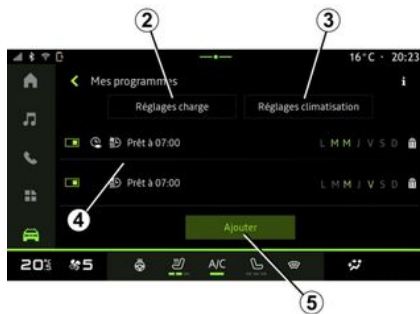 2
3
16°C · 20:23
Mes programmes
i
Réglages charge
Réglages climatisation
Prêt à 07:00
L M M J V S D
Prêt à 07:00
L M M J V S D
4
Ajouter
20.5
5
A/C
5